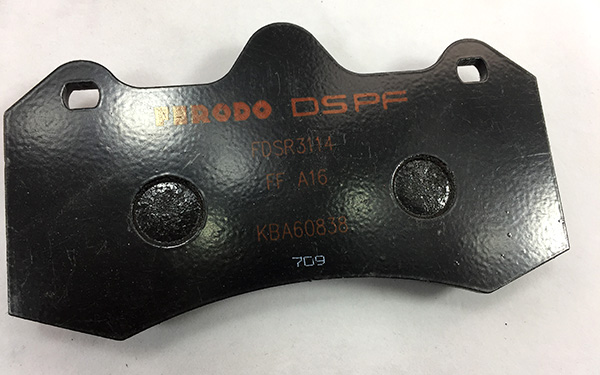 FERODO DSPF
FDSR3114
FF A16
KBA60838
709